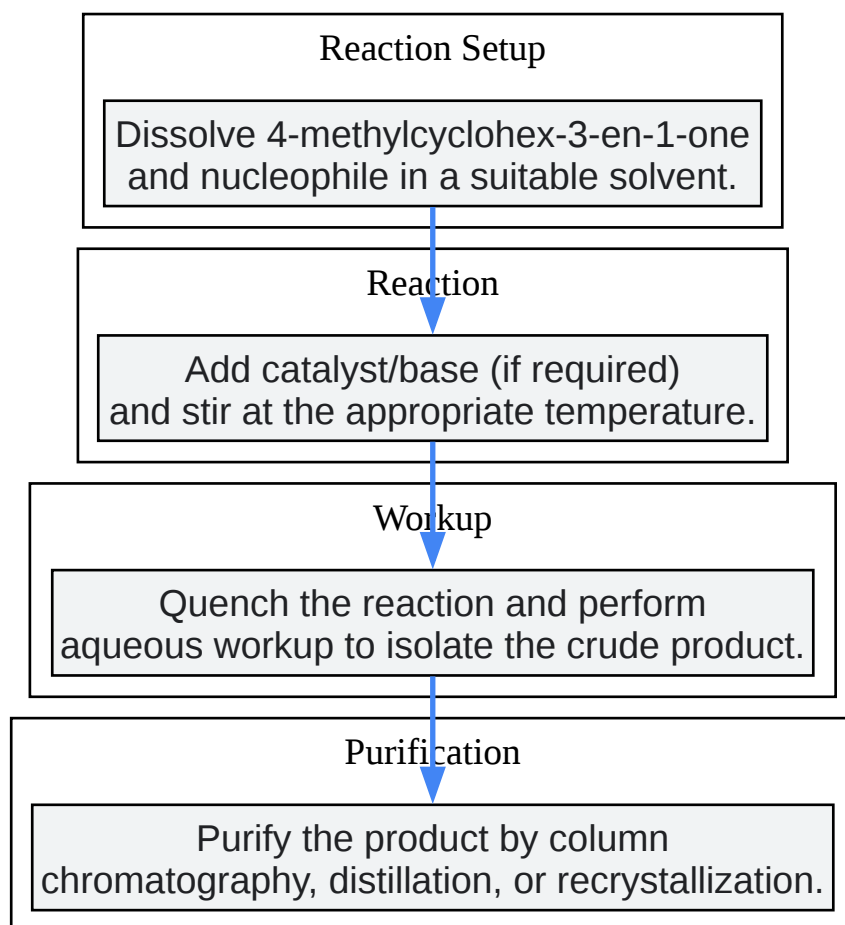 Reaction Setup
Dissolve 4-methylcyclohex-3-en-1-one
and nucleophile in a suitable solvent.
Reaction
Add catalyst/base (if required)
and stir at the appropriate temperature.
Workup
Quench the reaction and perform
aqueous workup to isolate the crude product.
Purification
Purify the product by column
chromatography, distillation, or recrystallization.